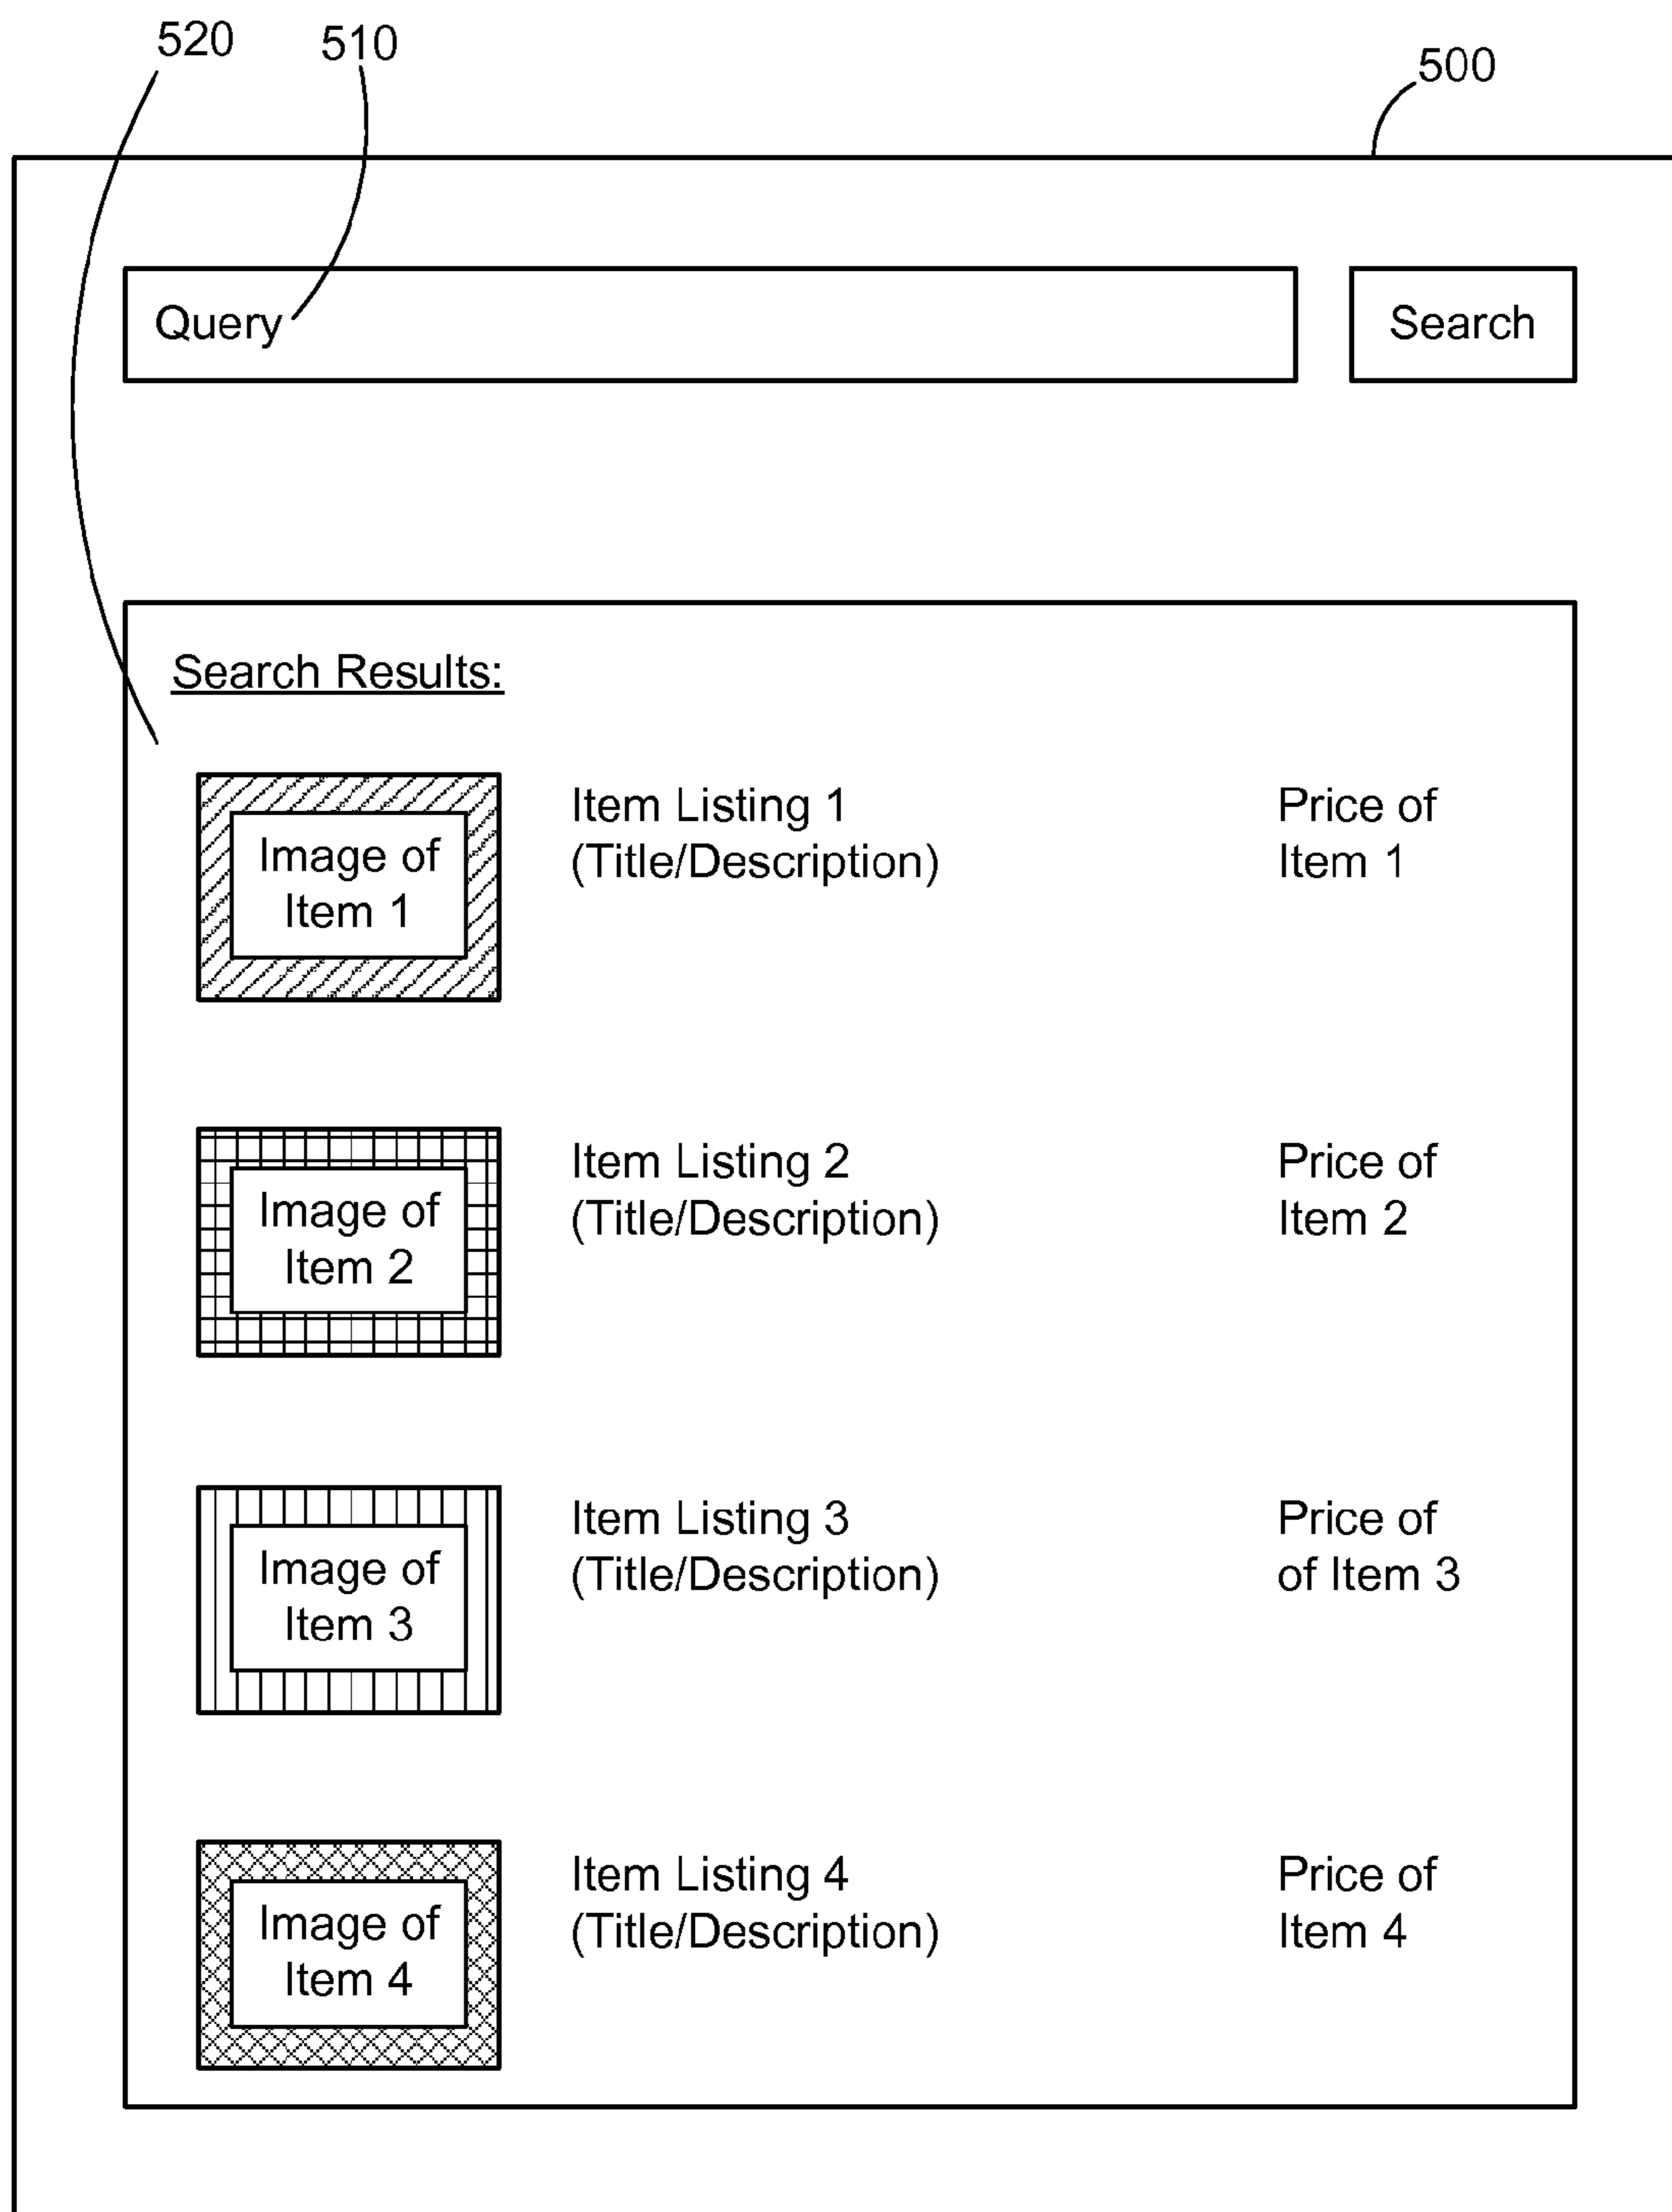 520
510
500
Query
Search
Search Results:
Image of
Item 1
Item Listing 1
(Title/Description)
Price of
Item 1
Image of
Item 2
Item Listing 2
(Title/Description)
Price of
Item 2
Image of
Item 3
Item Listing 3
(Title/Description)
Price of
of Item 3
Image of
Item 4
Item Listing 4
(Title/Description)
Price of
Item 4